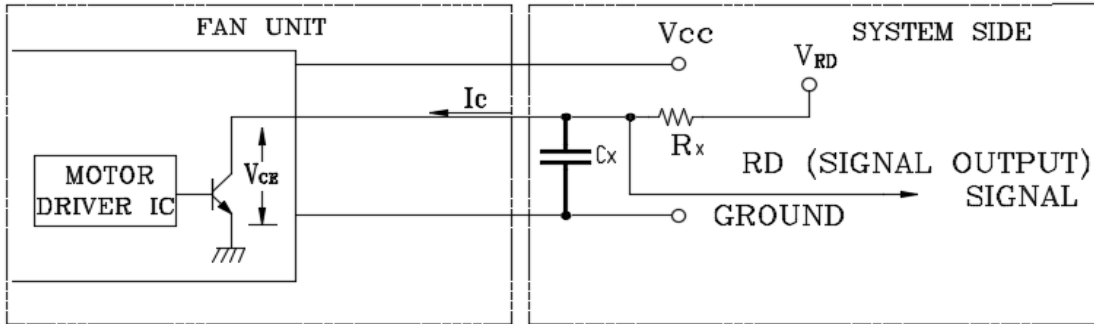 FAN UNIT
Vcc
SYSTEM SIDE
VRD
Ic
Rx
Cx
VCE
MOTOR
DRIVER IC
RD (SIGNAL OUTPUT)
SIGNAL
GROUND